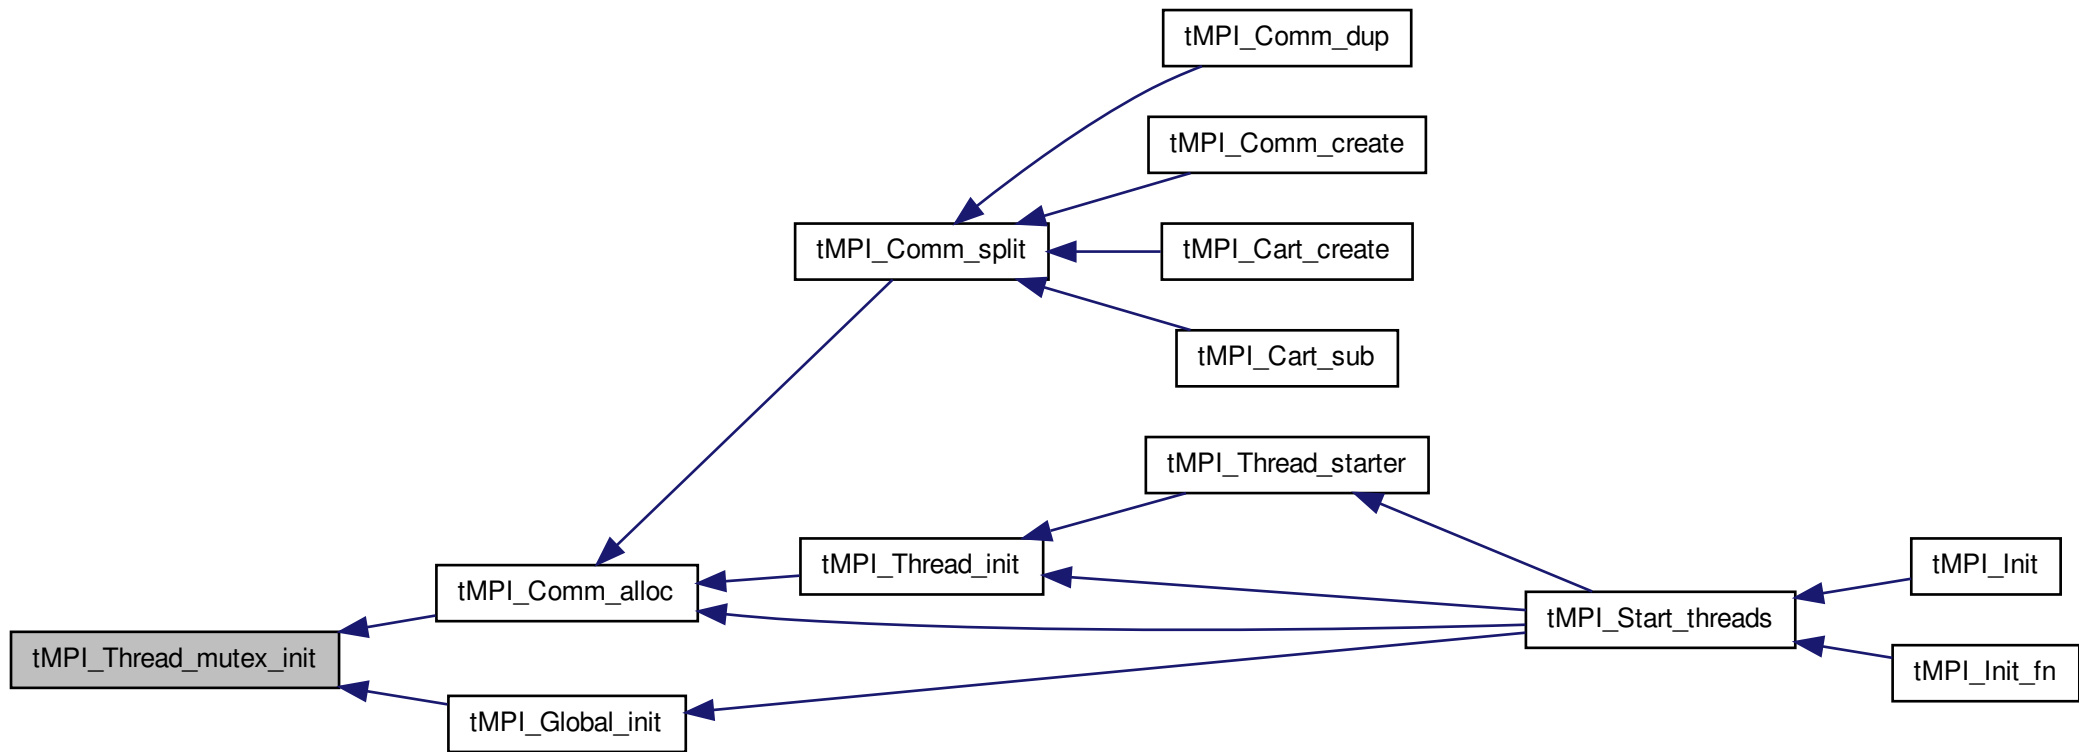 tMPI_Comm_dup
tMPI_Comm_create
tMPI_Comm_split
tMPI_Cart_create
tMPI_Cart_sub
tMPI_Thread_starter
tMPI_Thread_init
tMPI_Init
tMPI_Comm_alloc
tMPI_Start_threads
tMPI_Thread_mutex_init
tMPI_Init_fn
tMPI_Global_init